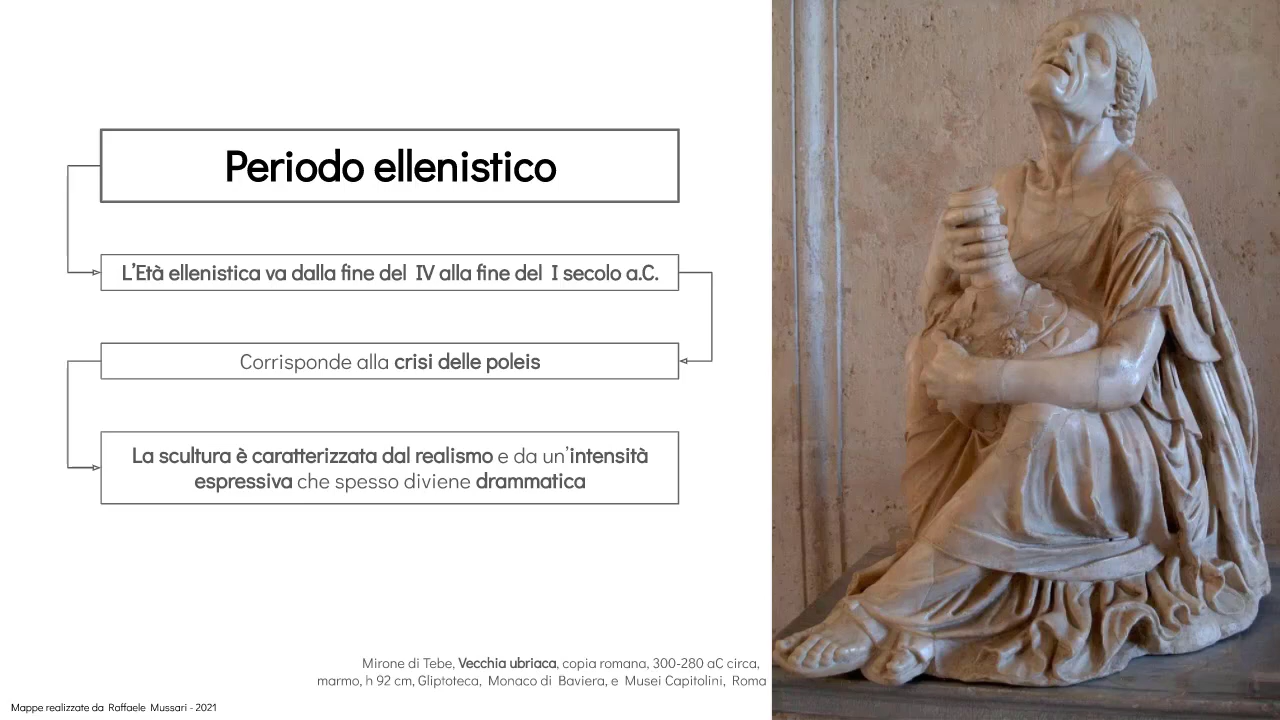 Periodo ellenistico
L’Età ellenistica va dalla fine del IV alla fine del I secolo a.C.
Corrisponde alla crisi delle poleis
La scultura è caratterizzata dal realismo e da un’intensità
espressiva che spesso diviene drammatica
Mirone di Tebe, Vecchia ubriaca, copia romana, 300-280 aC circa,
marmo, h 92 cm, Gliptoteca, Monaco di Baviera, e Musei Capitolini, Roma
Mappe realizzate da Raffaele Mussari - 2021